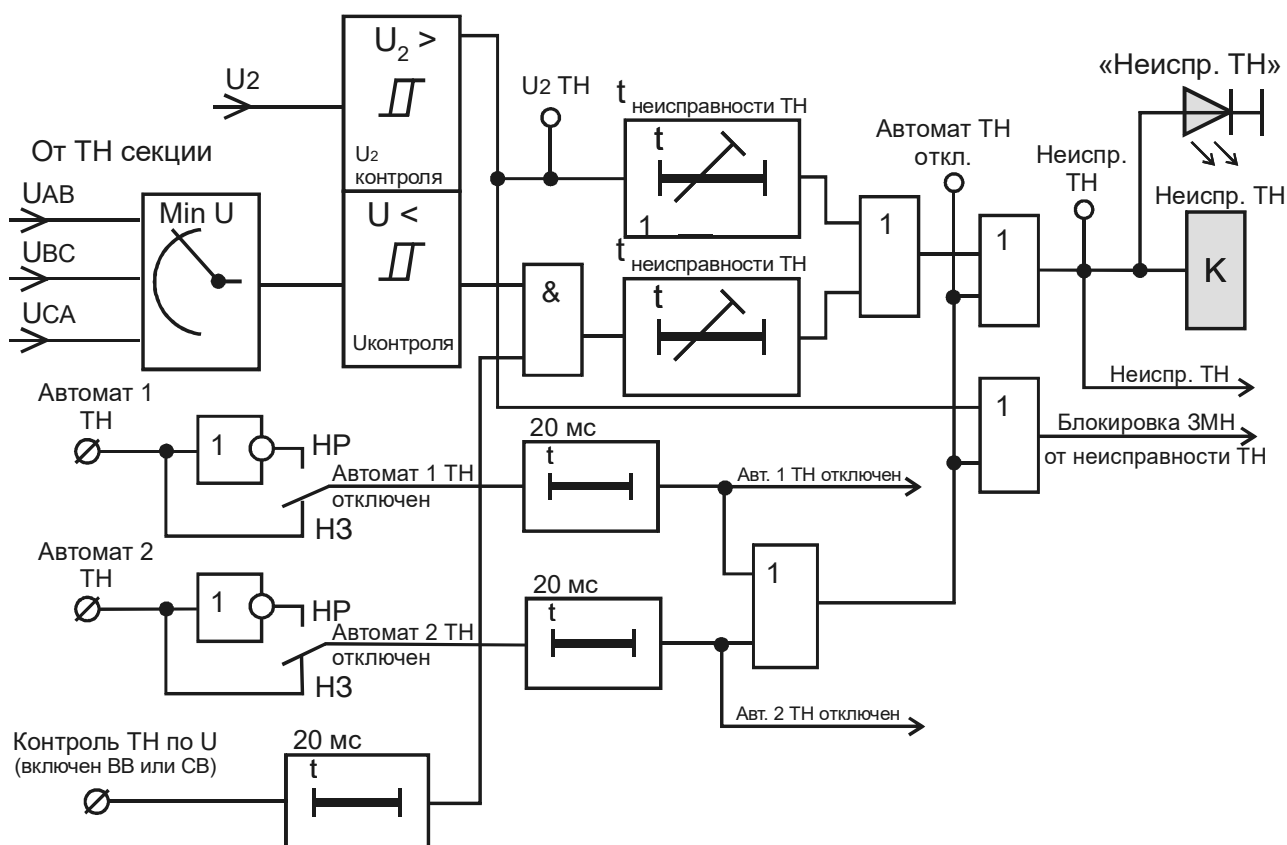 U2 >
U2
контроля
U2
U2 ТН
t
неисправности ТН
t
1
«Неиспр. ТН»
Автомат ТН
откл.
Неиспр.
ТН
Неиспр. ТН
K
От ТН секции
UAB
UBC
UCA
Min U
U <
Uконтроля
&
t
неисправности ТН
t
1
1
Неиспр. ТН
1
Блокировка ЗМН
от неисправности ТН
Автомат 1
ТН
1
НР
НЗ
Автомат 1 ТН
отключен
20 мс
t
Авт. 1 ТН отключен
Автомат 2
ТН
1
НР
НЗ
Автомат 2 ТН
отключен
20 мс
t
1
Авт. 2 ТН отключен
Контроль ТН по U
(включен ВВ или СВ)
20 мс
t